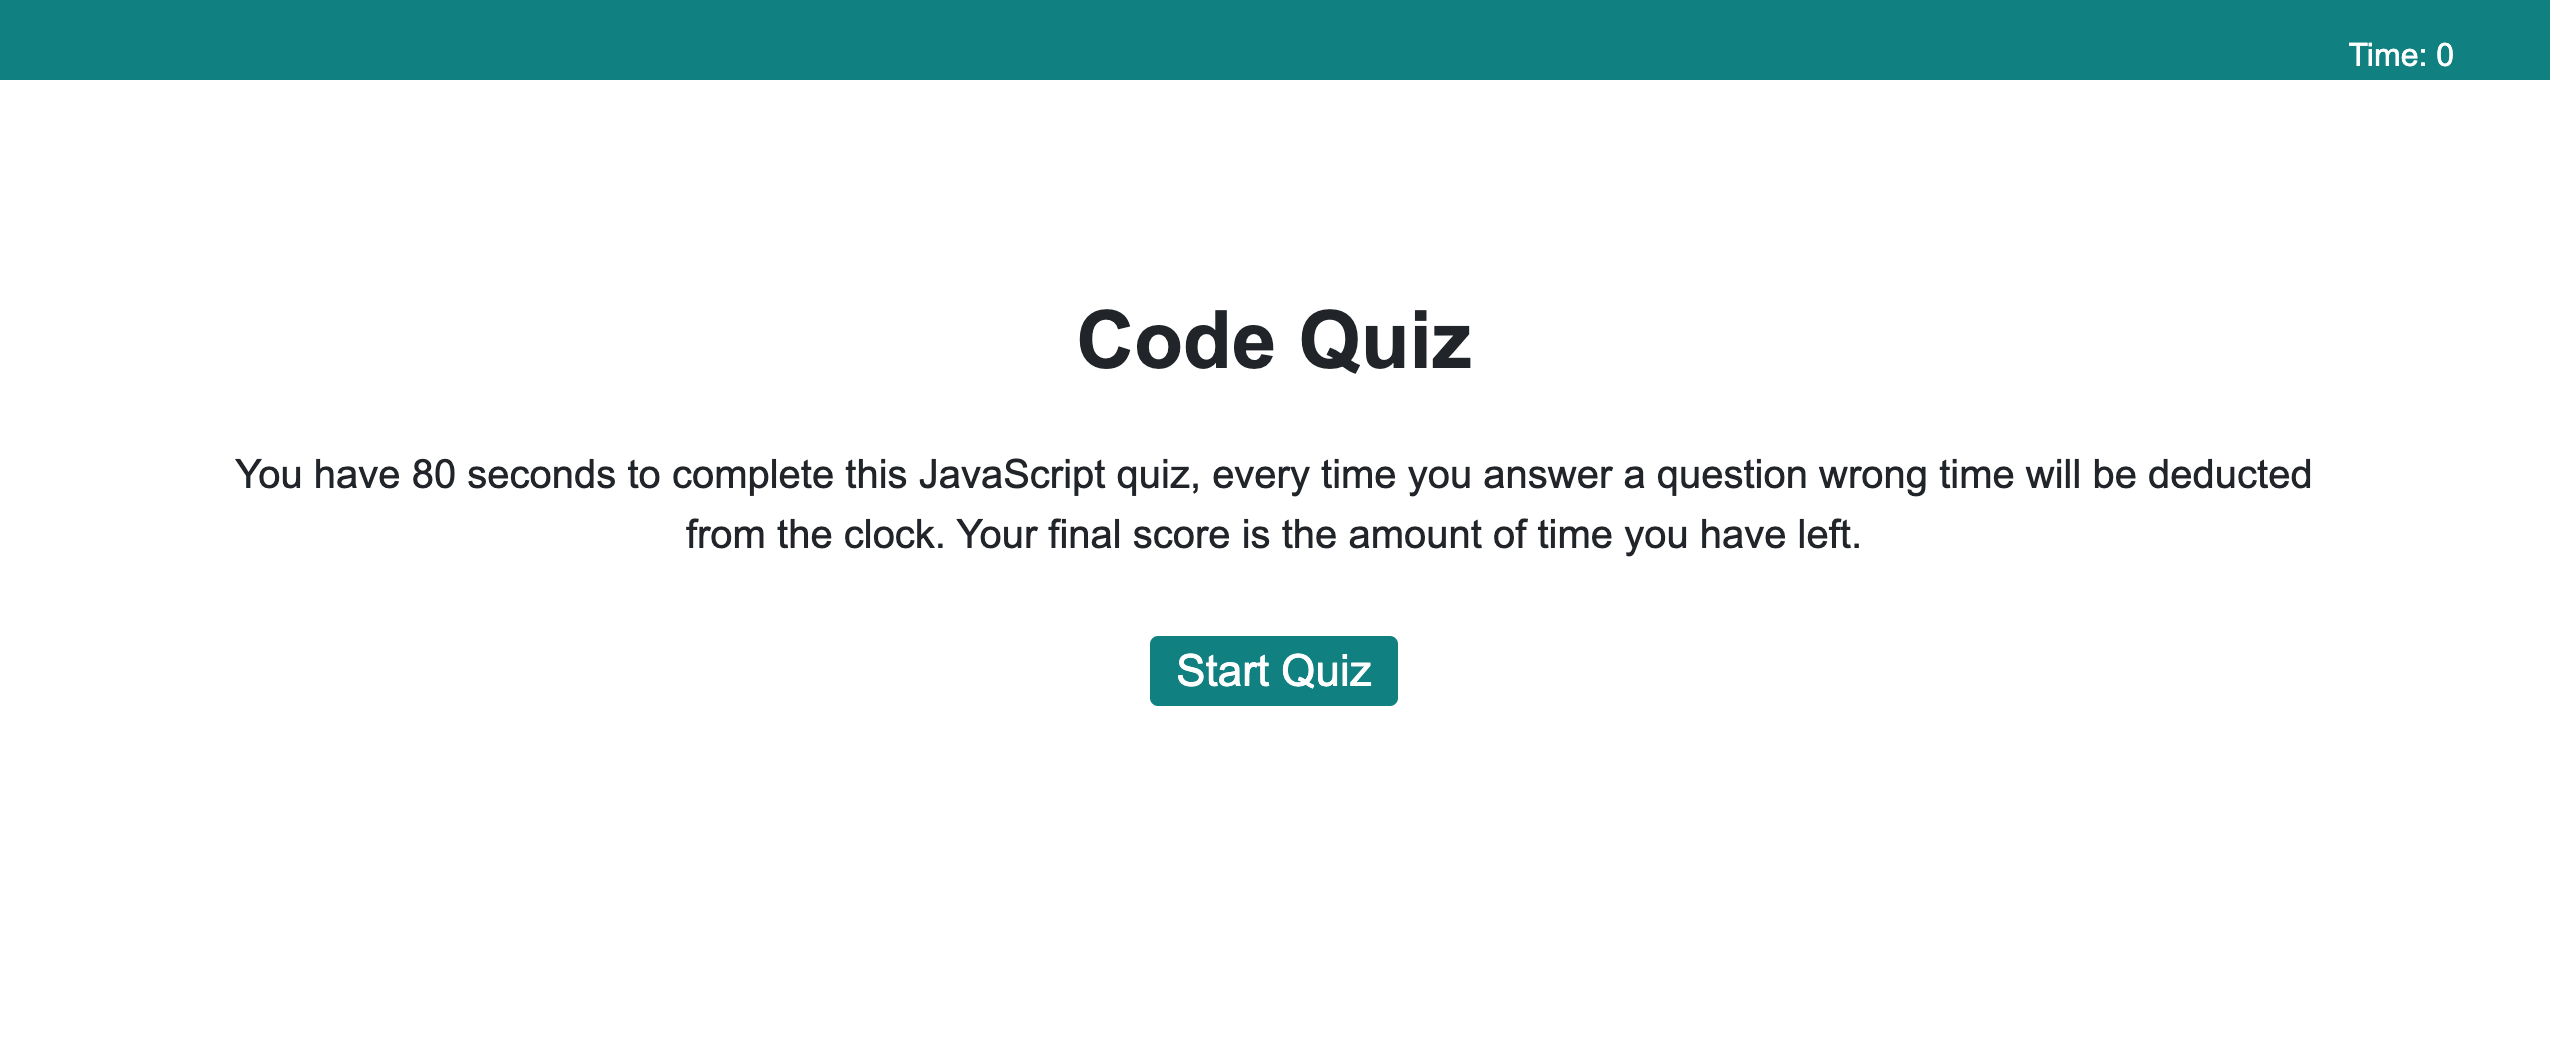 Time: 0
Code Quiz
You have 80 seconds to complete this JavaScript quiz, every time you answer a question wrong time will be deducted
from the clock. Your final score is the amount of time you have left.
Start Quiz